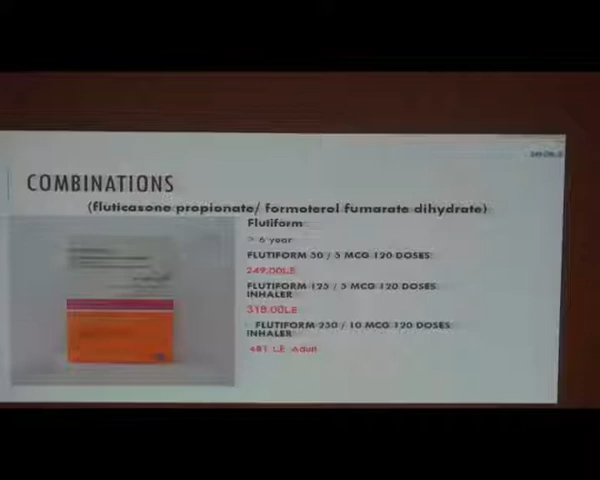 COMBINATIONS
(fluticasone propionate/ formoterol fumarate dihydrate)
Flutiform
> 6 year
FLUTIFORM 50 / 5 MCG 120 DOSES
249.00LE
FLUTIFORM 125 / 5 MCG 120 DOSES
INHALER
318.00LE
FLUTIFORM 250 / 10 MCG 120 DOSES
INHALER
481 LE Adult